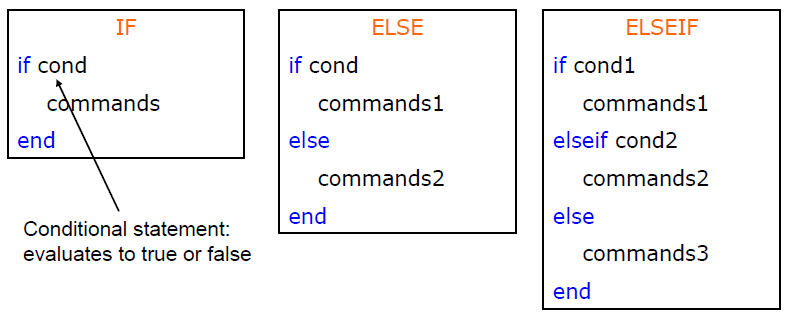 IF
if cond
commands
end
Conditional statement:
evaluates to true or false
ELSE
if cond
commands1
else
commands2
end
ELSEIF
if cond1
commands1
elseif cond2
commands2
else
commands3
end